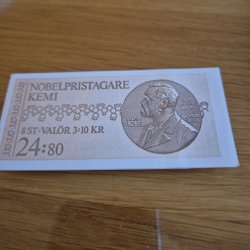 NOBELPRISTAGARE
KEMI
8 ST·VALÖR 3·10 KR
24:80